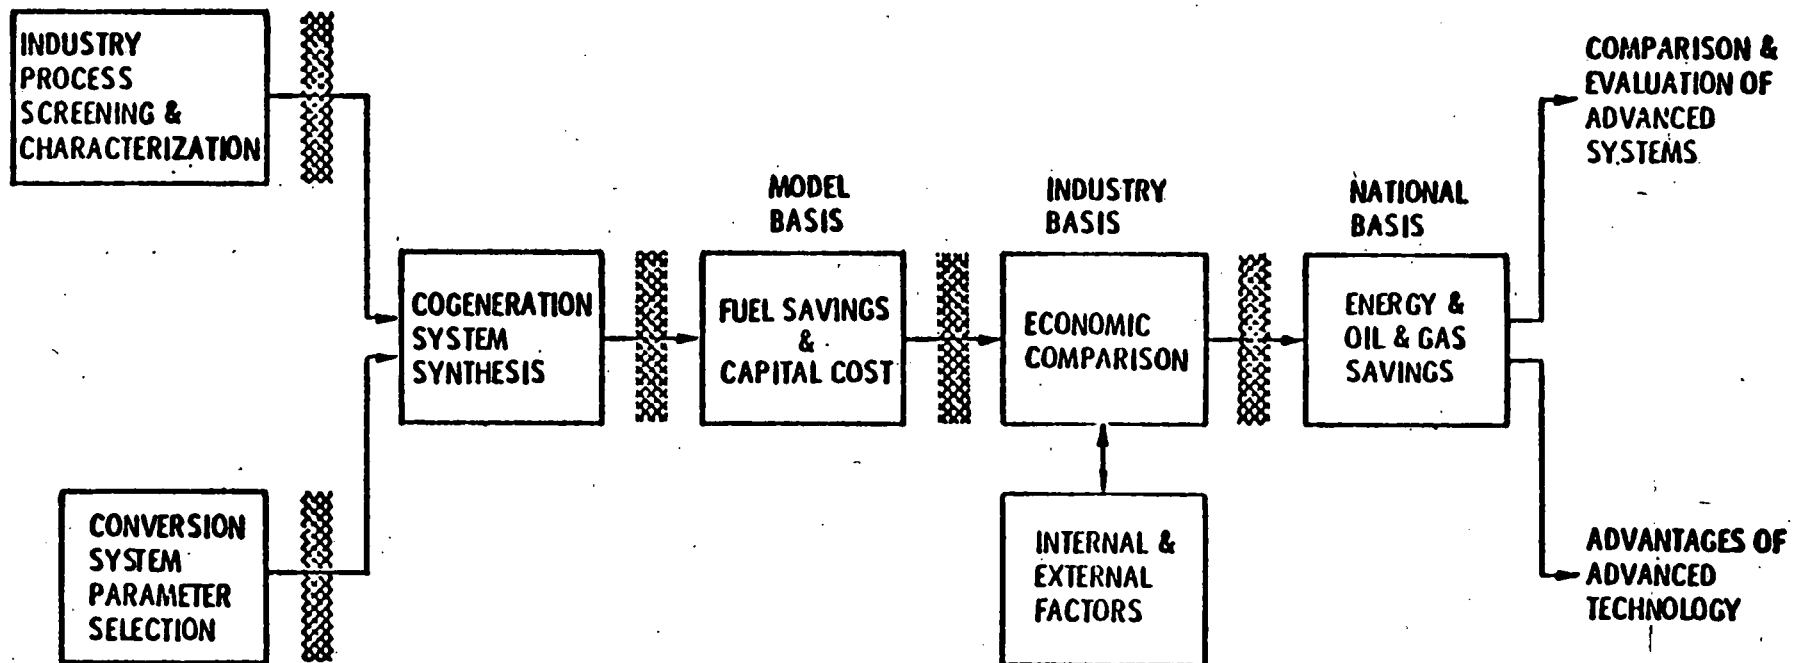 INDUSTRY
PROCESS
SCREENING &
CHARACTERIZATION
CONVERSION
SYSTEM
PARAMETER
SELECTION
COGENERATION
SYSTEM
SYNTHESIS
MODEL
BASIS
FUEL SAVINGS
&
CAPITAL COST
INDUSTRY
BASIS
ECONOMIC
COMPARISON
INTERNAL &
EXTERNAL
FACTORS
NATIONAL
BASIS
ENERGY &
OIL & GAS
SAVINGS
COMPARISON &
EVALUATION OF
ADVANCED
SYSTEMS
ADVANTAGES OF
ADVANCED
TECHNOLOGY